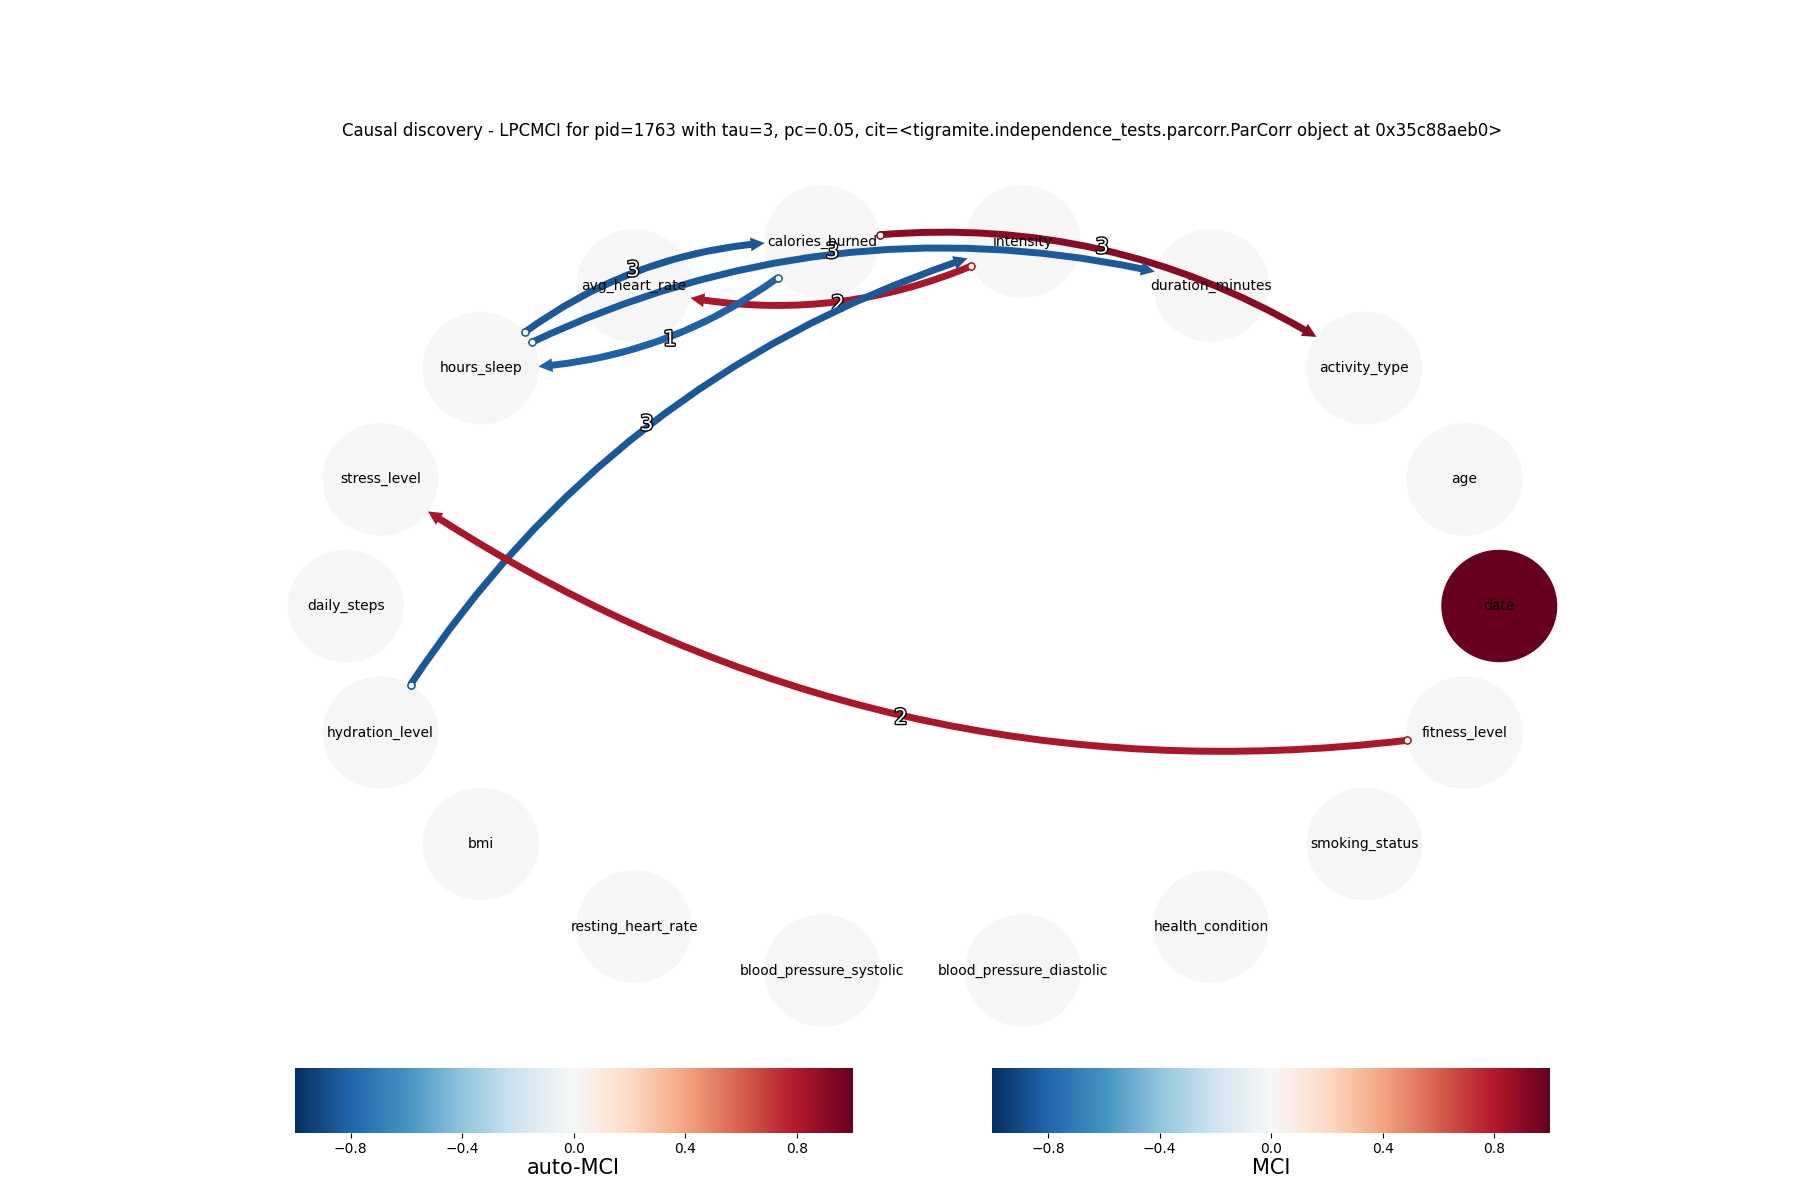 Causal discovery - LPCMCI for pid=1763 with tau=3, pc=0.05, cit=<tigramite.independence_tests.parcorr.ParCorr object at 0x35c88aeb0>
calories_burned
intensity
3
3
3
avg_heart_rate
duration_minutes
2
1
hours_sleep
activity_type
3
stress_level
age
daily_steps
date
2
hydration_level
fitness_level
bmi
smoking_status
resting_heart_rate
health_condition
blood_pressure_systolic
blood_pressure_diastolic
−0.8 −0.4 0.0 0.4 0.8
auto-MCI
−0.8 −0.4 0.0 0.4 0.8
MCI